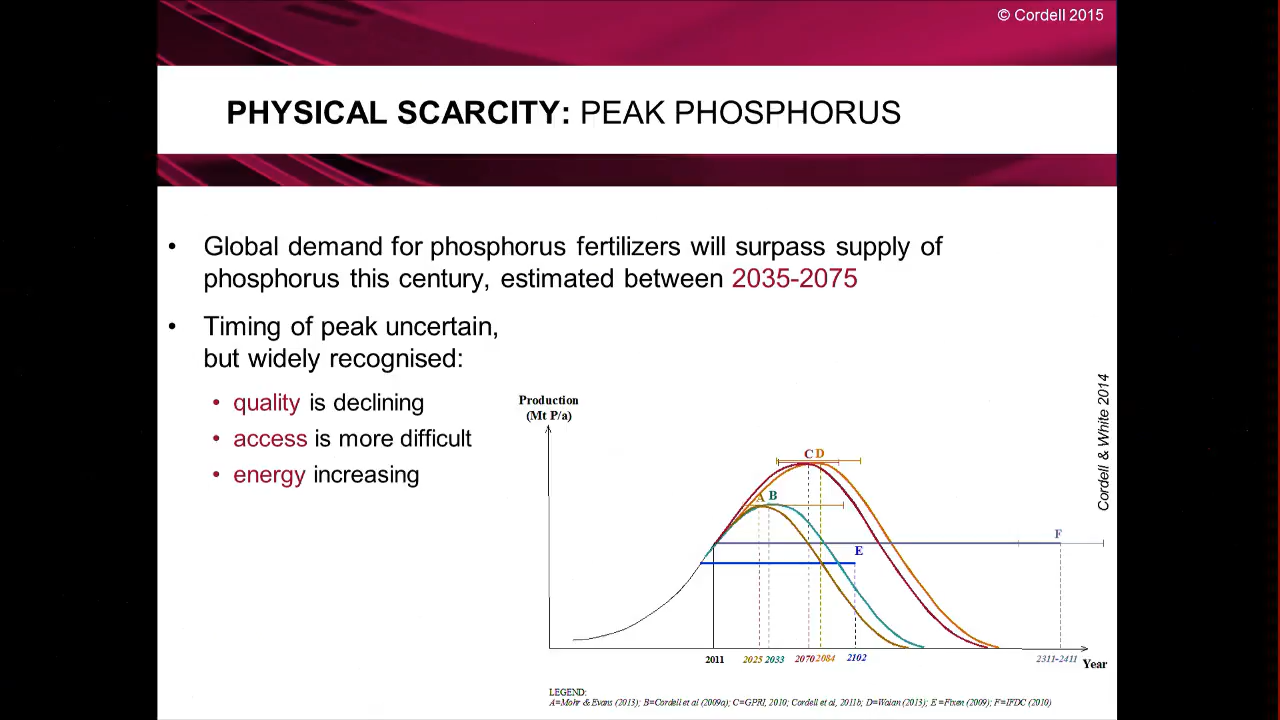 © Cordell 2015
PHYSICAL SCARCITY: PEAK PHOSPHORUS
• Global demand for phosphorus fertilizers will surpass supply of
phosphorus this century, estimated between 2035-2075
• Timing of peak uncertain,
but widely recognised:
• quality is declining
• access is more difficult
• energy increasing
Cordell & White 2014
Production
(Mt P/a)
C D
A B
F
E
2011 2025 2033 2070 2084 2102 2311-2411 Year
LEGEND:
A=Mohr & Evans (2013); B=Cordell et al (2009a); C=GPRI, 2010; Cordell et al, 2011b; D=Walan (2013); E =Fixen (2009); F=IFDC (2010)